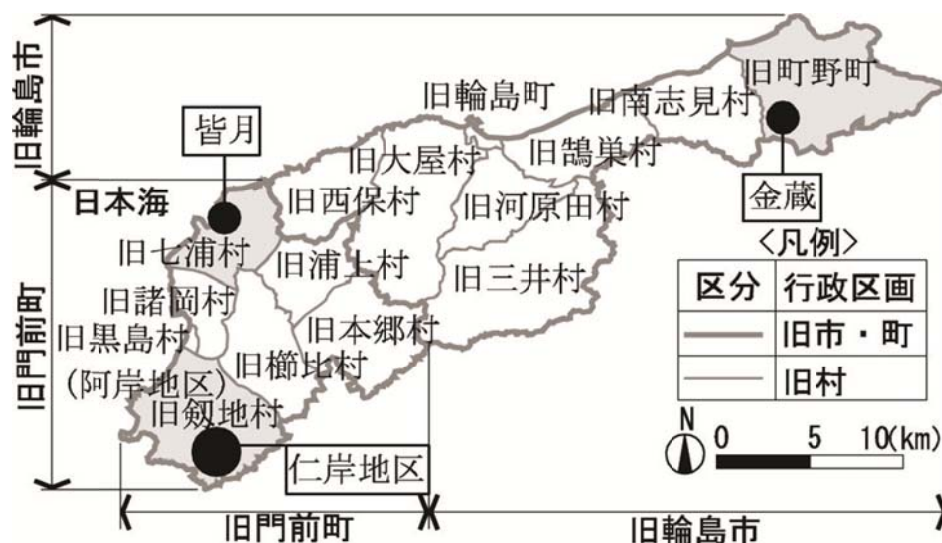 旧輪島市
旧町野町
旧輪島町
旧南志見村
皆月
旧大屋村
旧鵠巣村
日本海
旧西保村
旧河原田村
金蔵
旧七浦村
旧浦上村
旧三井村
旧諸岡村
旧黒島村
旧本郷村
旧櫛比村
(阿岸地区)
旧剱地村
仁岸地区
旧門前町
<凡例>
区分 行政区画
旧市・町
旧村
N
0 5 10(km)
旧門前町
旧輪島市